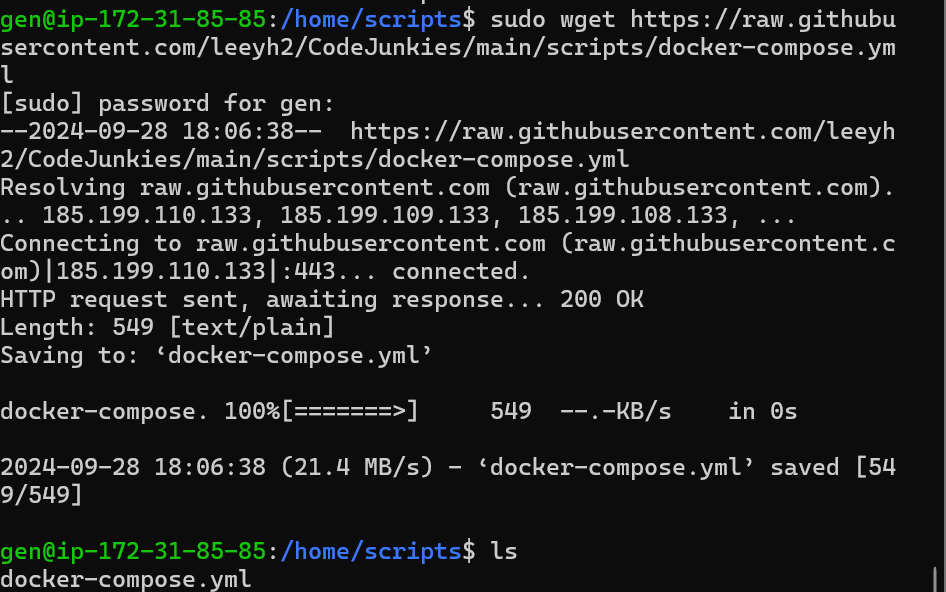 gen@ip-172-31-85-85:/home/scripts$ sudo wget https://raw.githubu
sercontent.com/leeyh2/CodeJunkies/main/scripts/docker-compose.ym
l
[sudo] password for gen:
--2024-09-28 18:06:38--  https://raw.githubusercontent.com/leeyh
2/CodeJunkies/main/scripts/docker-compose.yml
Resolving raw.githubusercontent.com (raw.githubusercontent.com).
.. 185.199.110.133, 185.199.109.133, 185.199.108.133, ...
Connecting to raw.githubusercontent.com (raw.githubusercontent.c
om)|185.199.110.133|:443... connected.
HTTP request sent, awaiting response... 200 OK
Length: 549 [text/plain]
Saving to: ‘docker-compose.yml’
docker-compose. 100%[=======>]     549  --.-KB/s    in 0s
2024-09-28 18:06:38 (21.4 MB/s) - ‘docker-compose.yml’ saved [54
9/549]
gen@ip-172-31-85-85:/home/scripts$ ls
docker-compose.yml